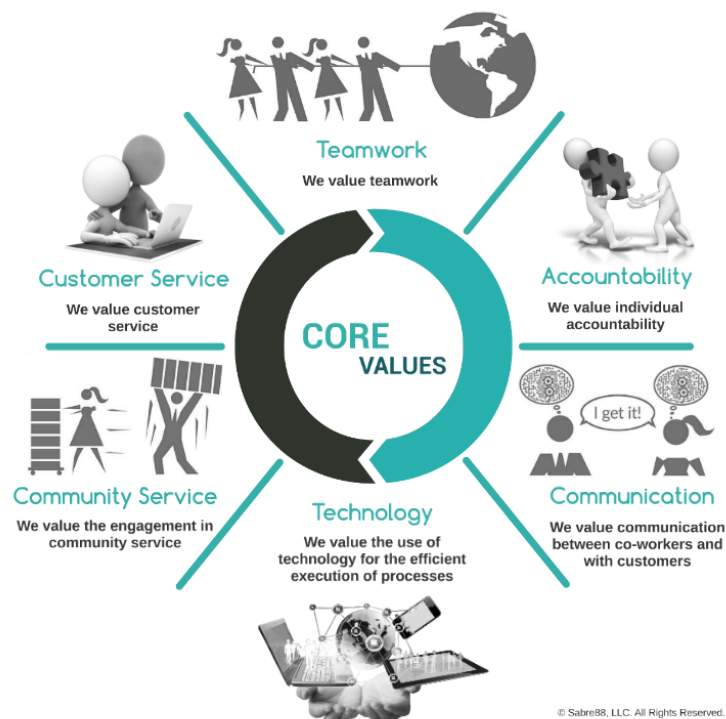 Teamwork
We value teamwork
Accountability
We value individual
accountability
I get it!
Communication
We value communication
between co-workers and
with customers
Technology
We value the use of
technology for the efficient
execution of processes
Community Service
We value the engagement in
community service
Customer Service
We value customer
service
CORE
VALUES
© Sabre88, LLC. All Rights Reserved.